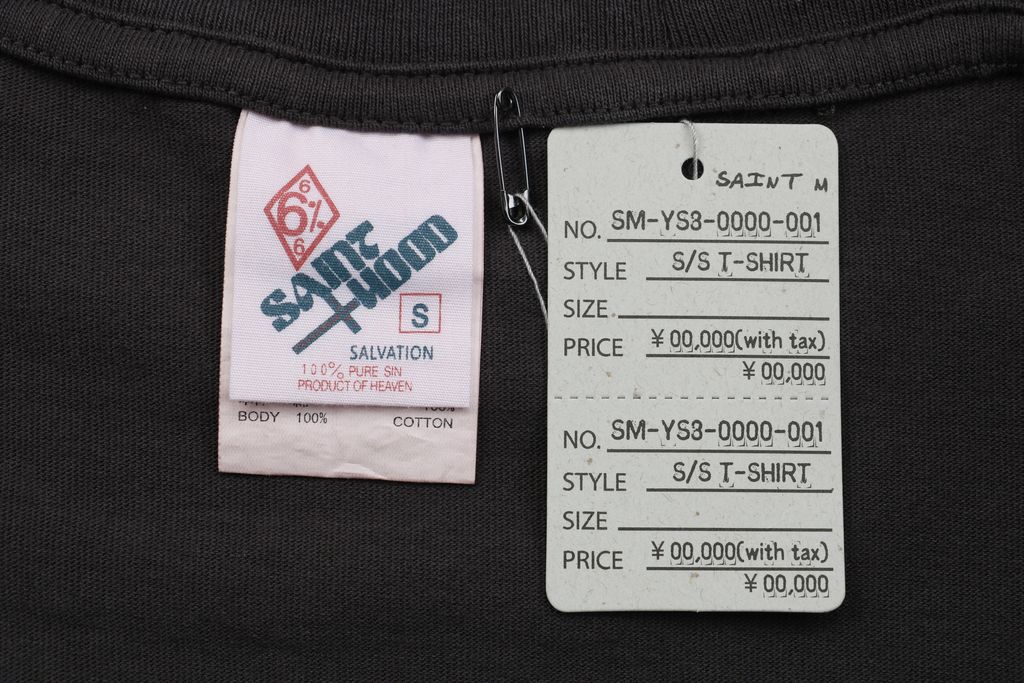 6
6%
6
SAINT
HOOD
S
SALVATION
100% PURE SIN
PRODUCT OF HEAVEN
100%
BODY 100% COTTON
SAINT M
NO. SM-YS3-0000-001
STYLE S/S T-SHIRT
SIZE
PRICE ¥00,000(with tax)
¥00,000
NO. SM-YS3-0000-001
STYLE S/S T-SHIRT
SIZE
PRICE ¥00,000(with tax)
¥00,000